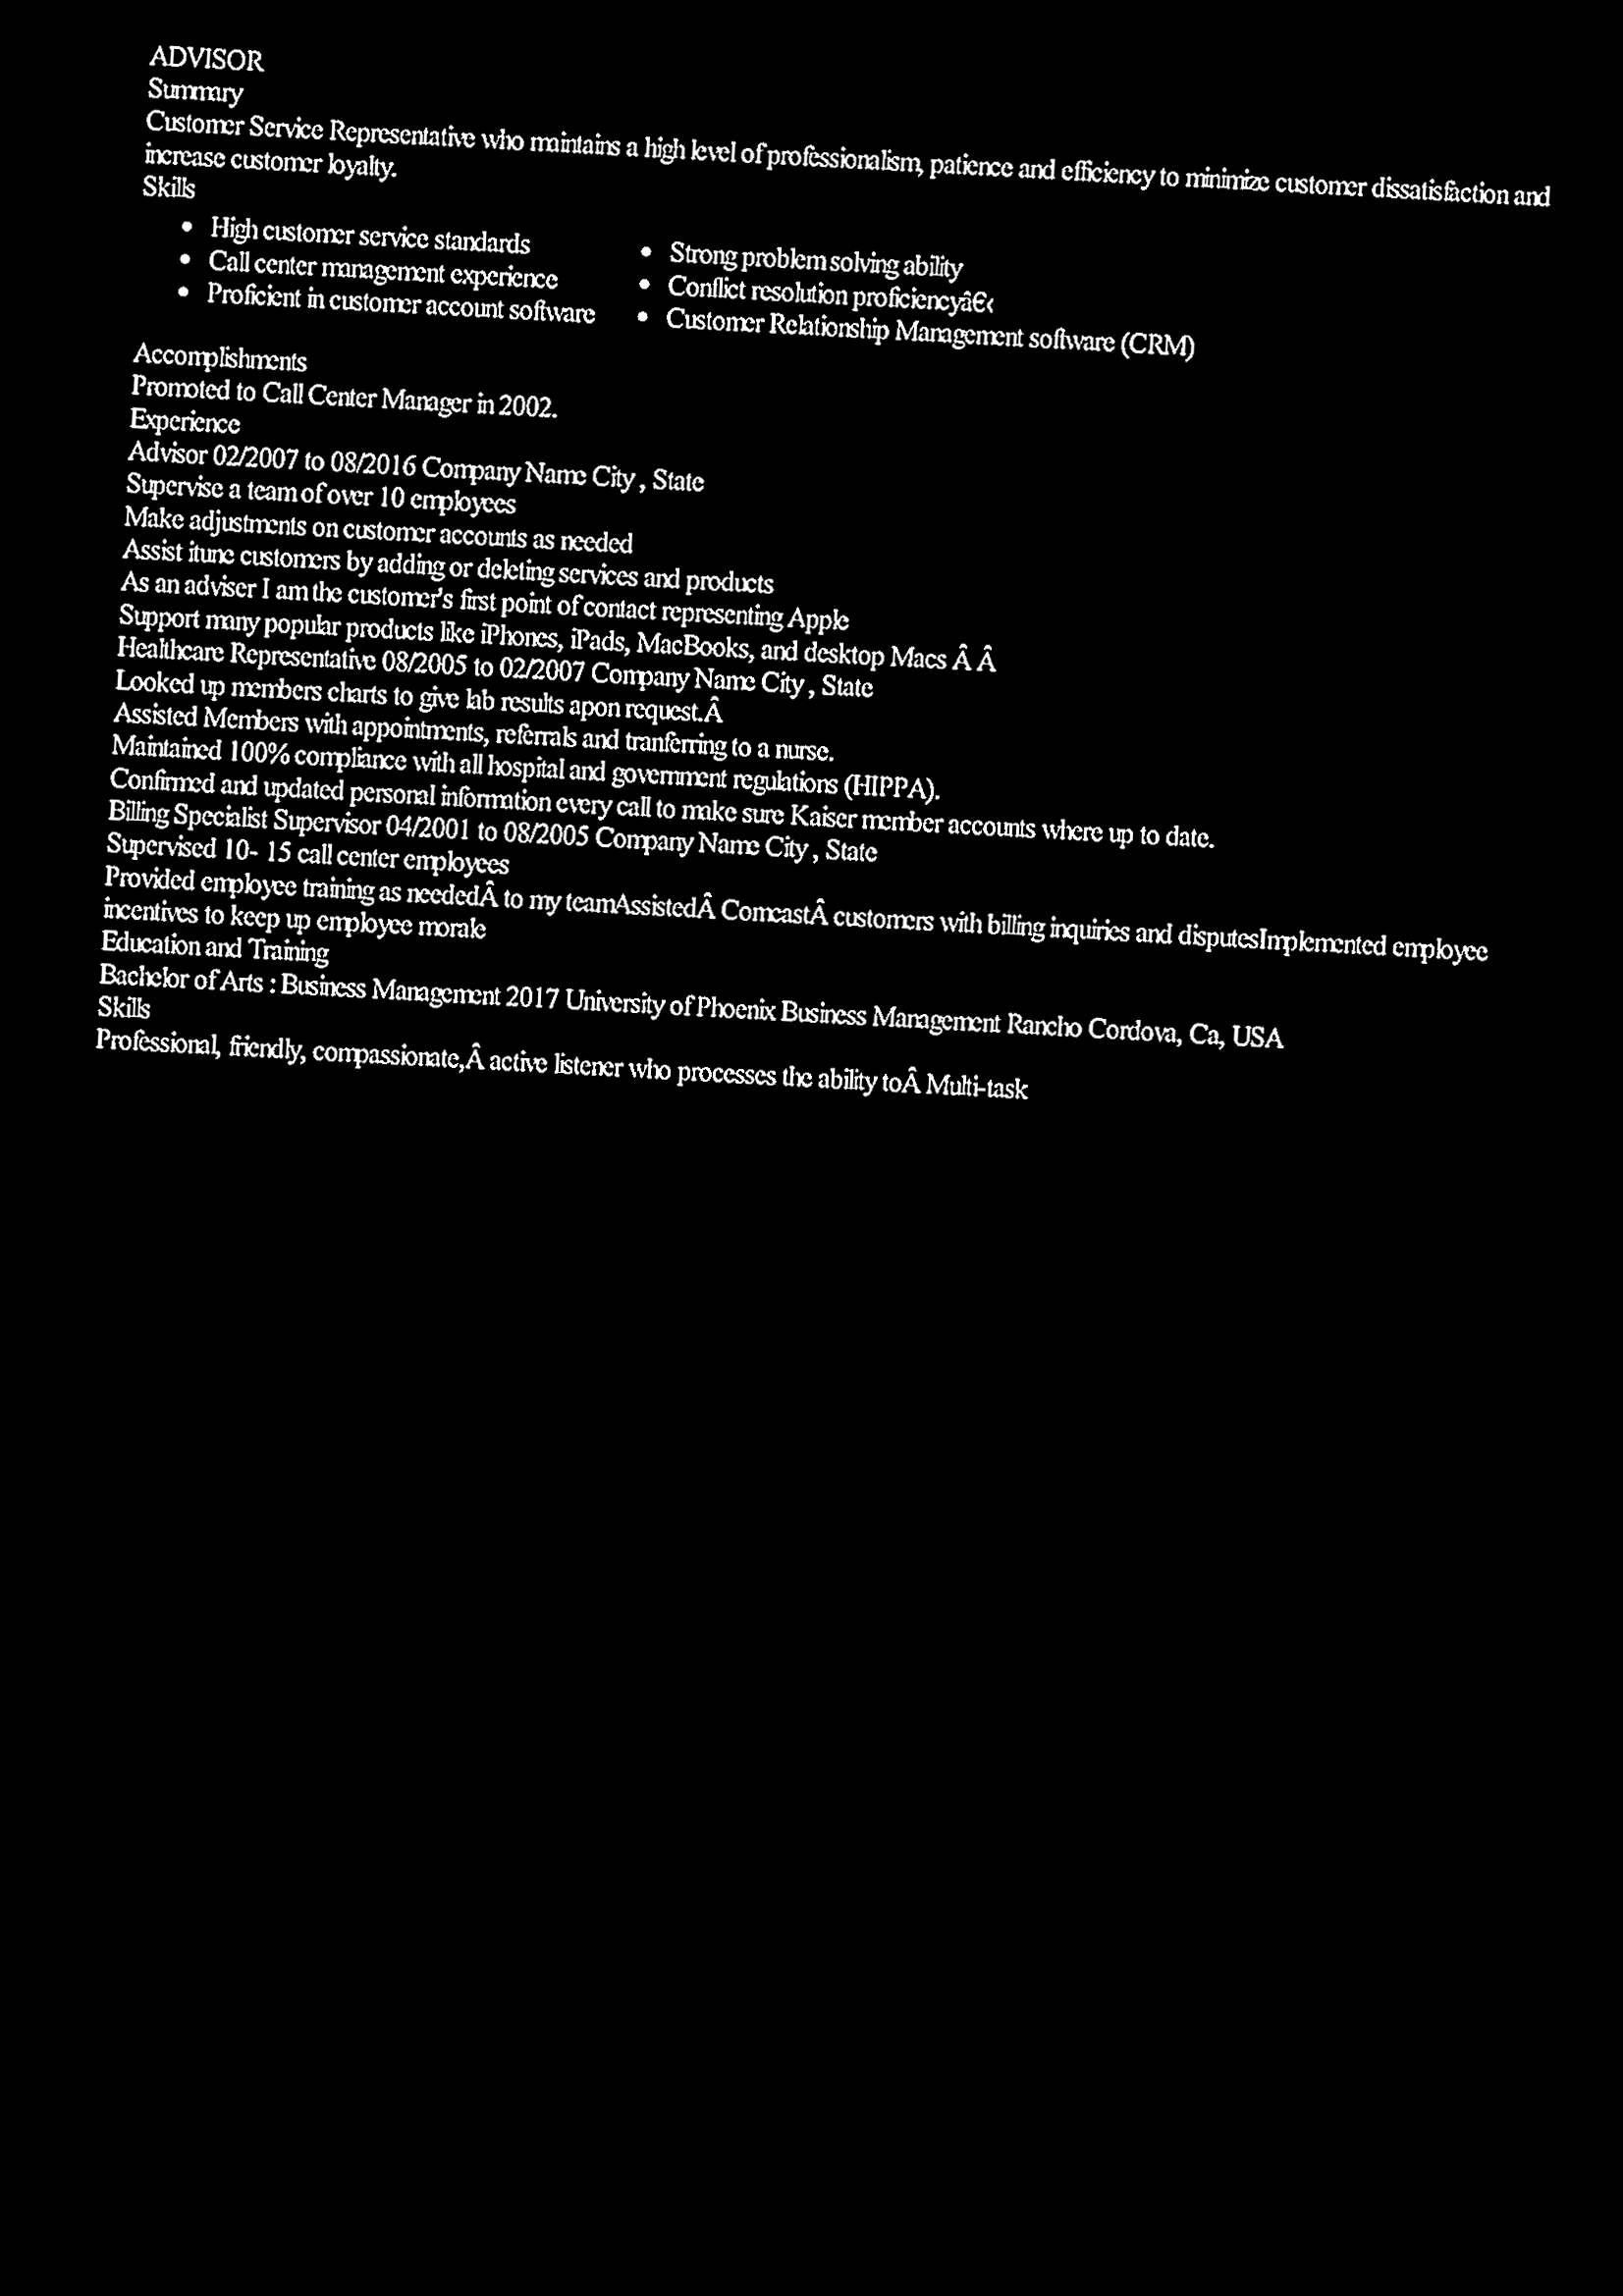 ADVISOR
Summary
Customer Service Representative who maintains a high level of professionalism, patience and efficiency to minimize customer dissatisfaction and
increase customer loyalty.
Skills
• High customer service standards
• Call center management experience
• Proficient in customer account software
• Strong problem solving ability
• Conflict resolution proficiencyâ€‹
• Customer Relationship Management software (CRM)
Accomplishments
Promoted to Call Center Manager in 2002.
Experience
Advisor 02/2007 to 08/2016 Company Name City , State
Supervise a team of over 10 employees
Make adjustments on customer accounts as needed
Assist itune customers by adding or deleting services and products
As an adviser I am the customer's first point of contact representing Apple
Support many popular products like iPhones, iPads, MacBooks, and desktop Macs Â Â
Healthcare Representative 08/2005 to 02/2007 Company Name City , State
Looked up members charts to give lab results apon request.Â
Assisted Members with appointments, referrals and tranferring to a nurse.
Maintained 100% compliance with all hospital and government regulations (HIPPA).
Confirmed and updated personal information every call to make sure Kaiser member accounts where up to date.
Billing Specialist Supervisor 04/2001 to 08/2005 Company Name City , State
Supervised 10- 15 call center employees
Provided employee training as neededÂ to my teamAssistedÂ ComcastÂ customers with billing inquiries and disputesImplemented employee
incentives to keep up employee morale
Education and Training
Bachelor of Arts : Business Management 2017 University of Phoenix Business Management Rancho Cordova, Ca, USA
Skills
Professional, friendly, compassionate,Â active listener who processes the ability toÂ Multi-task